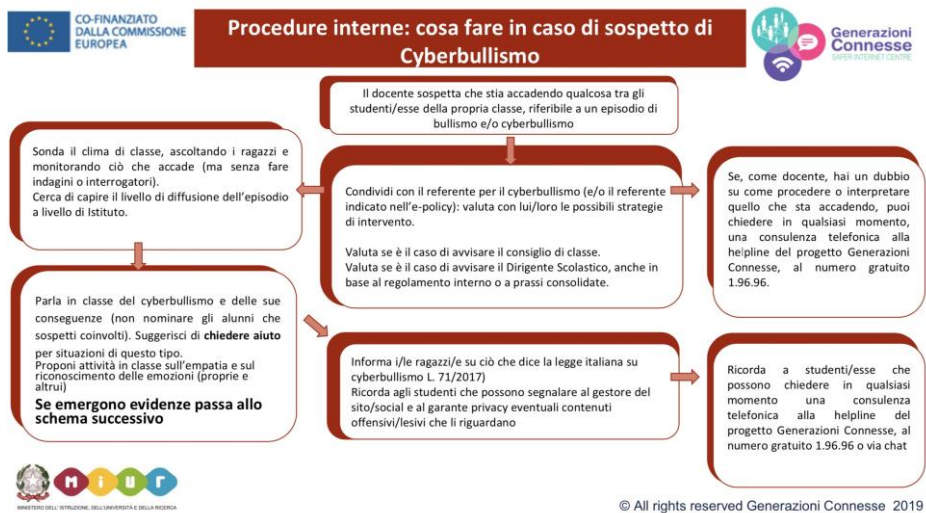 CO-FINANZIATO
DALLA COMMISSIONE
EUROPEA
Procedure interne: cosa fare in caso di sospetto di
Cyberbullismo
Generazioni
Connesse
SAFER INTERNET CENTRE
Il docente sospetta che stia accadendo qualcosa tra gli
studenti/esse della propria classe, riferibile a un episodio di
bullismo e/o cyberbullismo
Sonda il clima di classe, ascoltando i ragazzi e
monitorando ciò che accade (ma senza fare
indagini o interrogatori).
Cerca di capire il livello di diffusione dell'episodio
a livello di Istituto.
Condividi con il referente per il cyberbullismo (e/o il referente
indicato nell'e-policy): valuta con lui/loro le possibili strategie
di intervento.
Valuta se è il caso di avvisare il consiglio di classe.
Valuta se è il caso di avvisare il Dirigente Scolastico, anche in
base al regolamento interno o a prassi consolidate.
Se, come docente, hai un dubbio
su come procedere o interpretare
quello che sta accadendo, puoi
chiedere in qualsiasi momento,
una consulenza telefonica alla
helpline del progetto Generazioni
Connesse, al numero gratuito
1.96.96.
Parla in classe del cyberbullismo e delle sue
conseguenze (non nominare gli alunni che
sospetti coinvolti). Suggerisci di chiedere aiuto
per situazioni di questo tipo.
Proponi attività in classe sull'empatia e sul
riconoscimento delle emozioni (proprie e
altrui)
Se emergono evidenze passa allo
schema successivo
Informa i/le ragazzi/e su ciò che dice la legge italiana su
cyberbullismo L. 71/2017)
Ricorda agli studenti che possono segnalare al gestore del
sito/social e al garante privacy eventuali contenuti
offensivi/lesivi che li riguardano
Ricorda a studenti/esse che
possono chiedere in qualsiasi
momento una consulenza
telefonica alla helpline del
progetto Generazioni Connesse, al
numero gratuito 1.96.96 o via chat
miur
MINISTERO DELL'ISTRUZIONE, DELL'UNIVERSITÀ E DELLA RICERCA
© All rights reserved Generazioni Connesse 2019